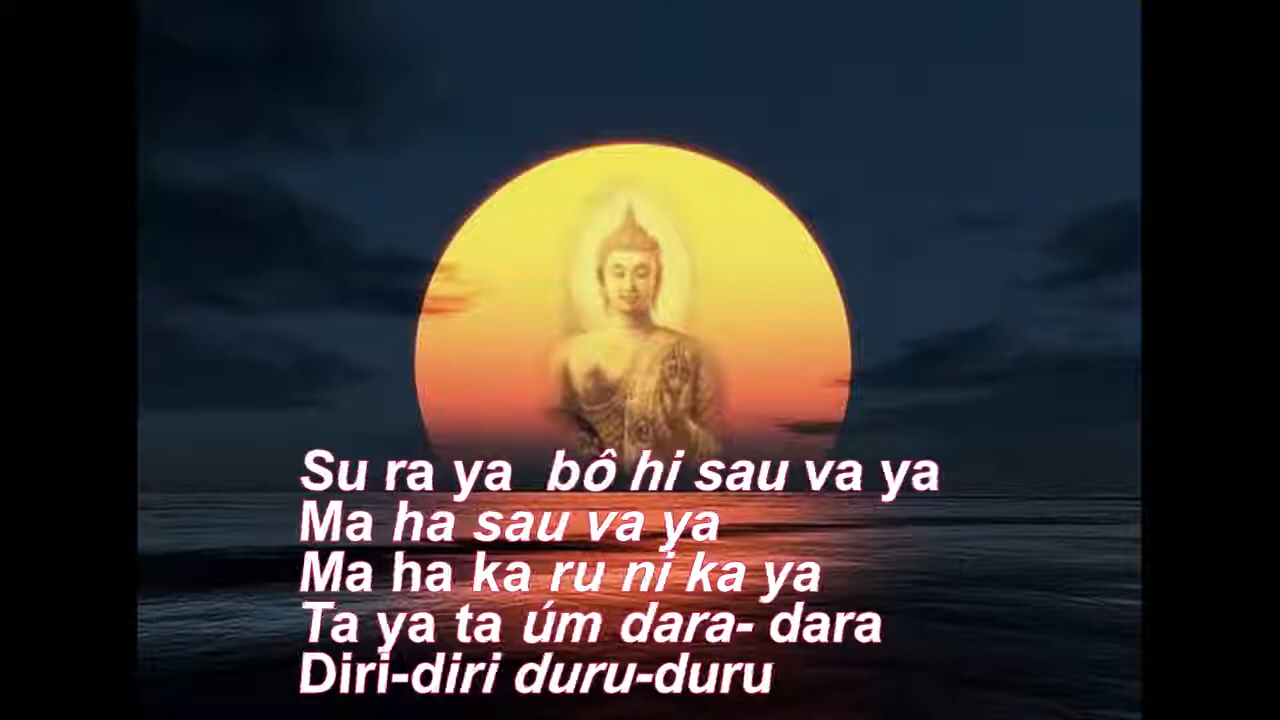 Su ra ya bô hi sau va ya
Ma ha sau va ya
Ma ha ka ru ni ka ya
Ta ya ta úm dara- dara
Diri-diri duru-duru